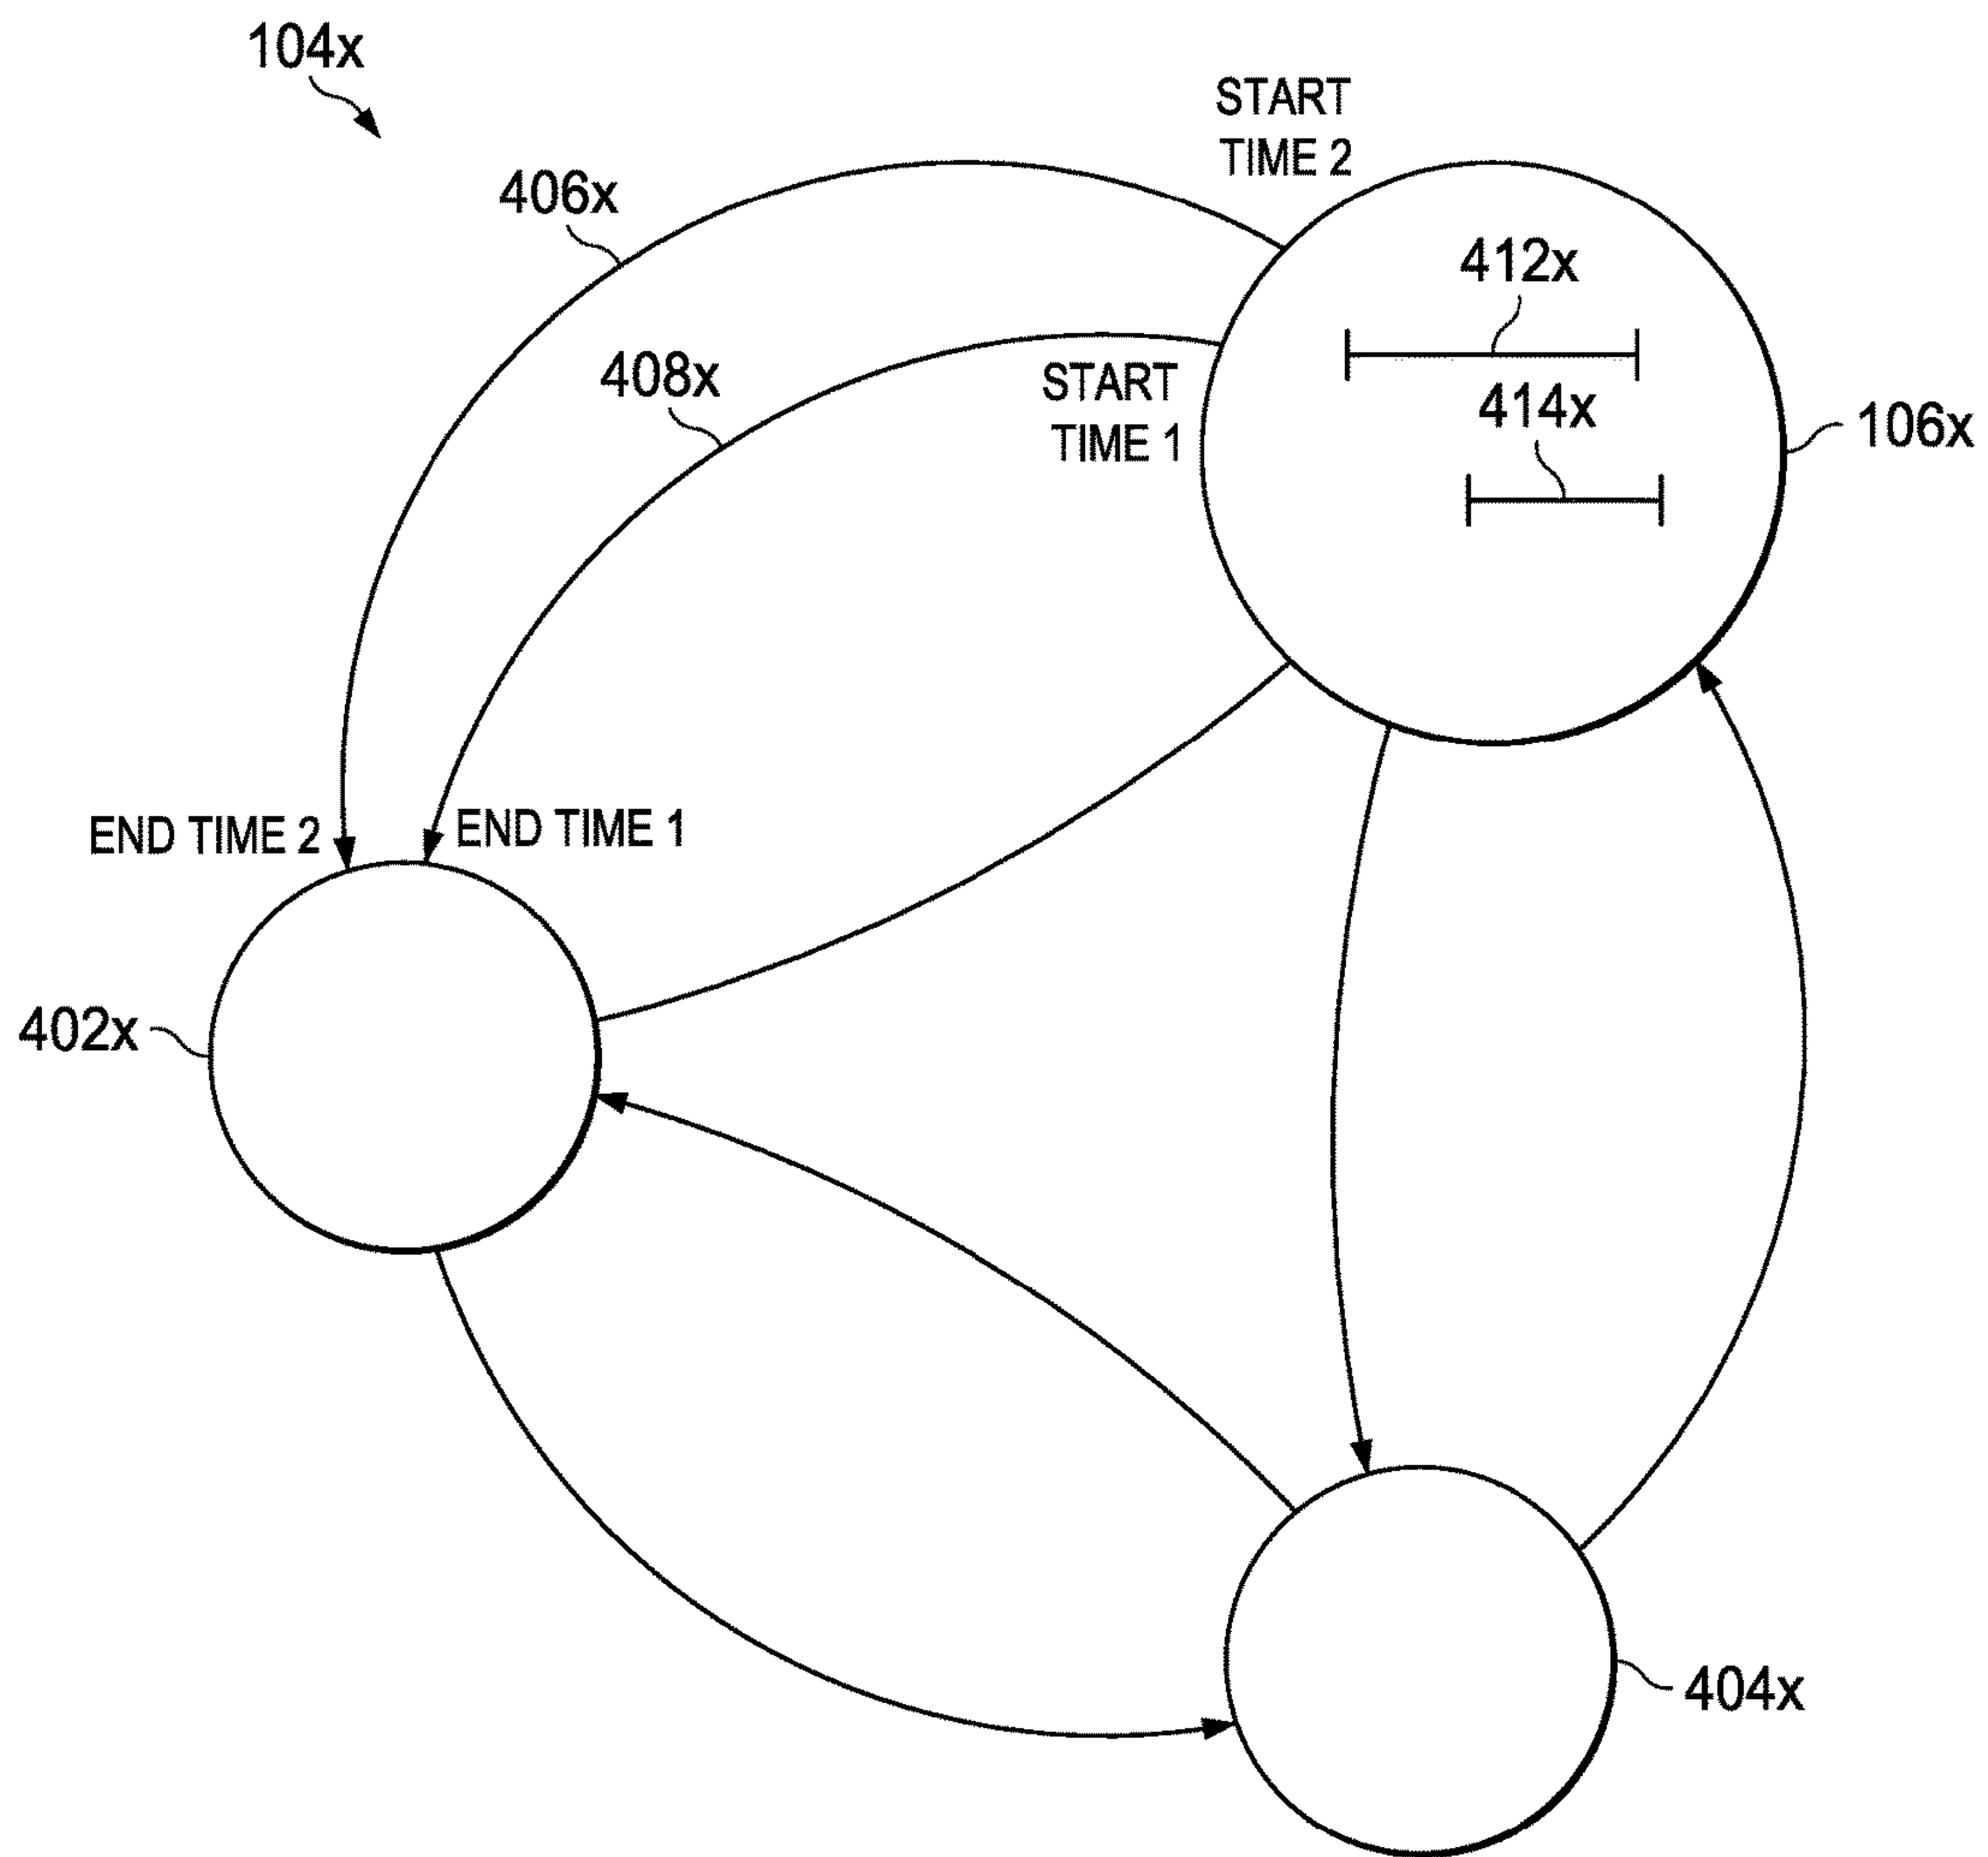 104x
START
TIME 2
406x
412x
408x
START
TIME 1
414x
106x
END TIME 2
END TIME 1
402x
404x